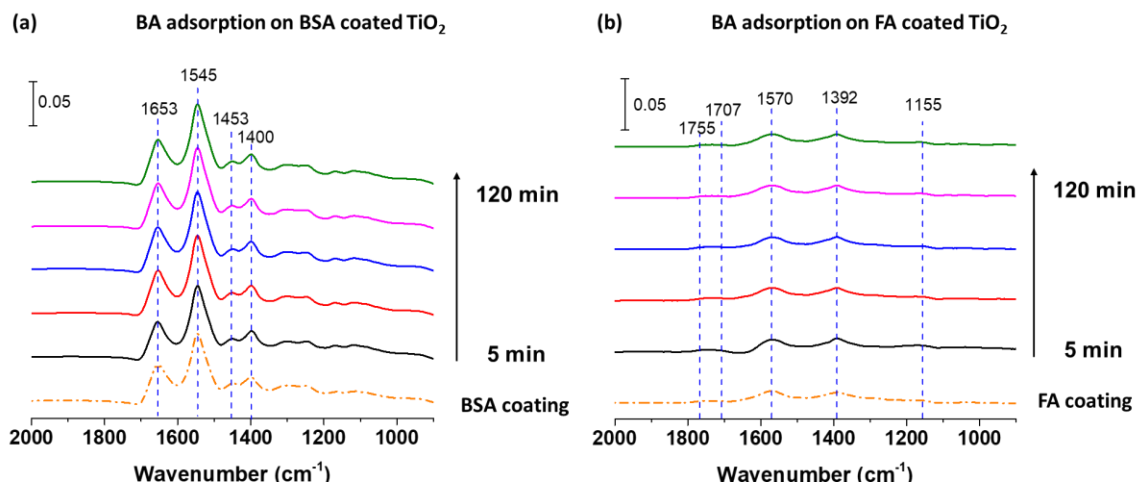 (a) BA adsorption on BSA coated TiO₂
0.05
1653
1545
1453
1400
120 min
5 min
BSA coating
2000 1800 1600 1400 1200 1000
Wavenumber (cm⁻¹)
(b) BA adsorption on FA coated TiO₂
0.05
1755
1707
1570
1392
1155
120 min
5 min
FA coating
2000 1800 1600 1400 1200 1000
Wavenumber (cm⁻¹)